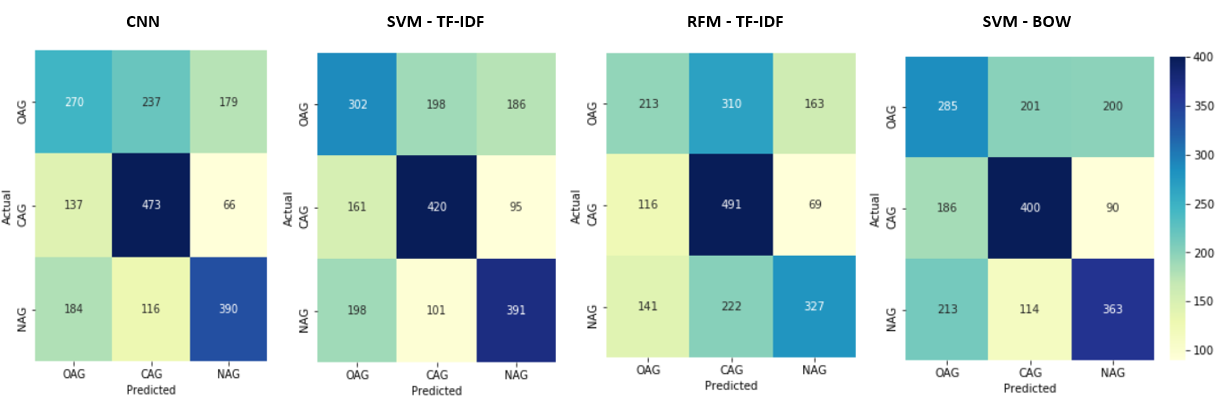 CNN
SVM - TF-IDF
RFM - TF-IDF
SVM - BOW
OAG
270
237
179
Actual
CAG
137
473
66
NAG
184
116
390
OAG
CAG
NAG
Predicted
OAG
302
198
186
Actual
CAG
161
420
95
NAG
198
101
391
OAG
CAG
NAG
Predicted
OAG
213
310
163
Actual
CAG
116
491
69
NAG
141
222
327
OAG
CAG
NAG
Predicted
OAG
285
201
200
Actual
CAG
186
400
90
NAG
213
114
363
OAG
CAG
NAG
Predicted
400
350
300
250
200
150
100